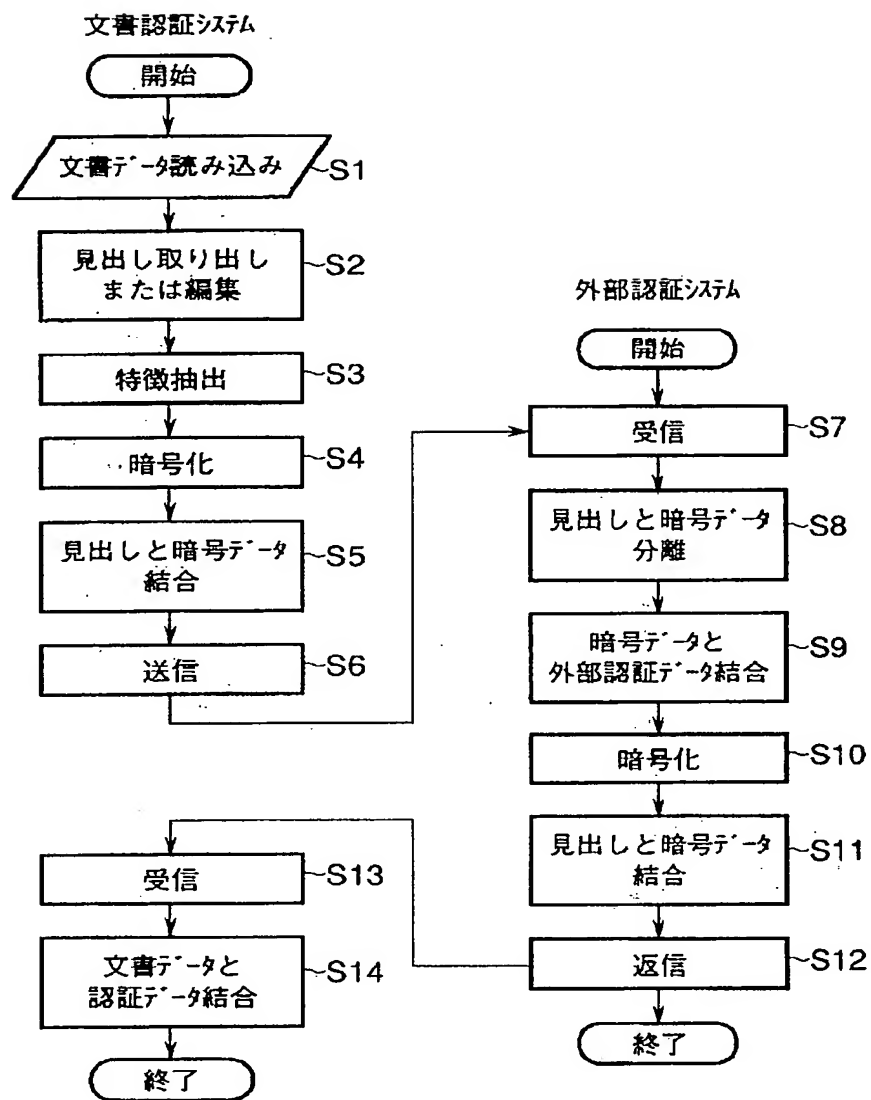 文書認証システム
開始
文書データ読み込み
S1
見出し取り出し
または編集
S2
特徴抽出
S3
暗号化
S4
見出しと暗号データ
結合
S5
送信
S6
外部認証システム
開始
受信
S7
見出しと暗号データ
分離
S8
暗号データと
外部認証データ結合
S9
暗号化
S10
見出しと暗号データ
結合
S11
返信
S12
終了
受信
S13
文書データと
認証データ結合
S14
終了